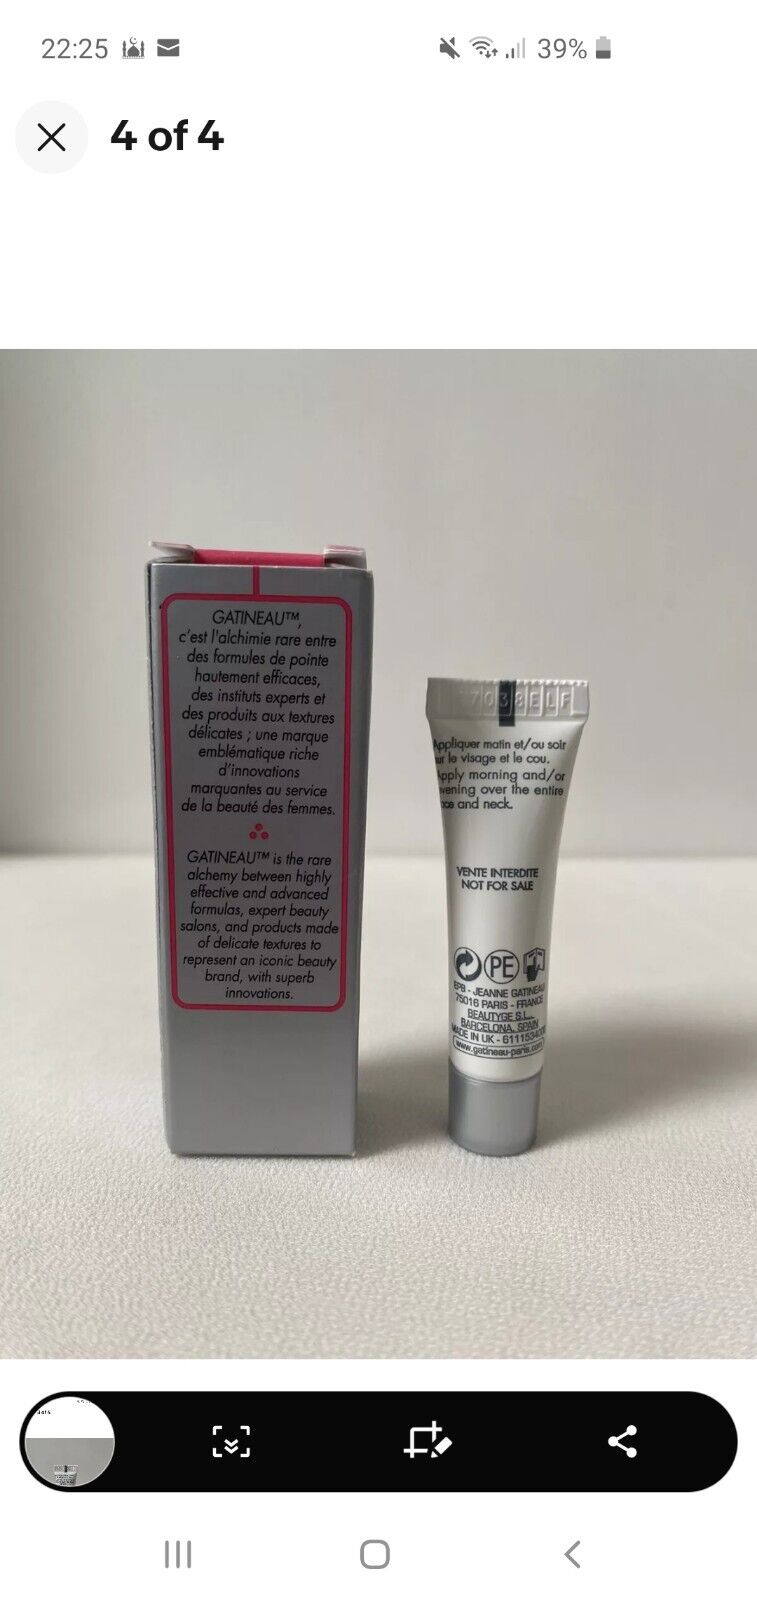 22:25
39%
4 of 4
GATINEAU™,
c'est l'alchimie rare entre
des formules de pointe
hautement efficaces,
des instituts experts et
des produits aux textures
délicates ; une marque
emblématique riche
d'innovations
marquantes au service
de la beauté des femmes.
GATINEAU™ is the rare
alchemy between highly
effective and advanced
formulas, expert beauty
salons, and products made
of delicate textures to
represent an iconic beauty
brand, with superb
innovations.
7038ELF
Appliquer matin et/ou soir
sur le visage et le cou.
Apply morning and/or
evening over the entire
face and neck.
VENTE INTERDITE
NOT FOR SALE
PE
EPB - JEANNE GATINEAU
75016 PARIS - FRANCE
BEAUTYGE S.L.
BARCELONA. SPAIN
MADE IN UK -
www.gatineau-paris.com